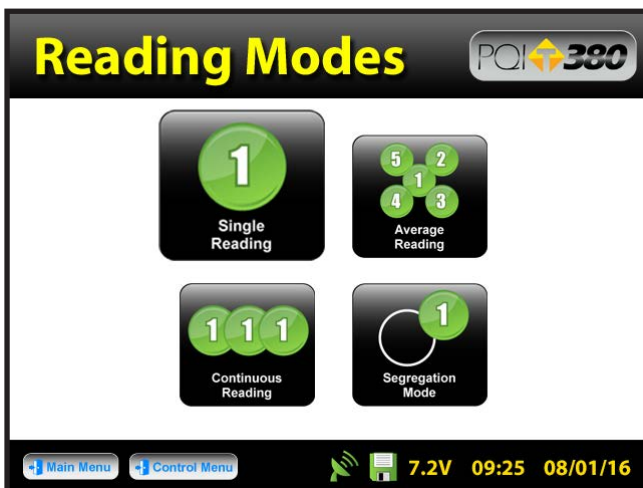 Reading Modes
PQI T 380
1
Single
Reading
5 2
1
4 3
Average
Reading
1 1 1
Continuous
Reading
1
Segregation
Mode
Main Menu
Control Menu
7.2V 09:25 08/01/16